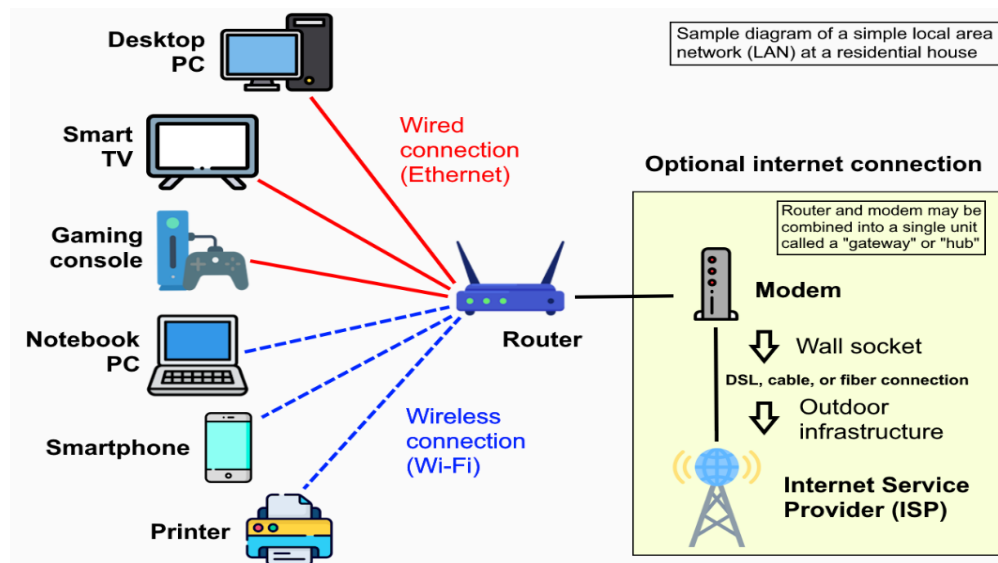 Desktop
PC
Sample diagram of a simple local area
network (LAN) at a residential house
Smart
TV
Wired
connection
(Ethernet)
Optional internet connection
Router and modem may be
combined into a single unit
called a "gateway" or "hub"
Gaming
console
Modem
Router
Notebook
PC
Wall socket
DSL, cable, or fiber connection
Outdoor
infrastructure
Wireless
connection
(Wi-Fi)
Smartphone
Internet Service
Provider (ISP)
Printer